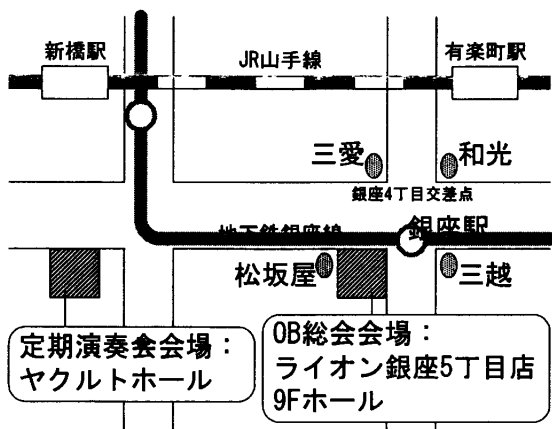 新橋駅
JR山手線
有楽町駅
三愛
和光
銀座4丁目交差点
地下鉄銀座線
銀座駅
松坂屋
三越
定期演奏会会場：
ヤクルトホール
OB総会会場：
ライオン銀座5丁目店
9Fホール